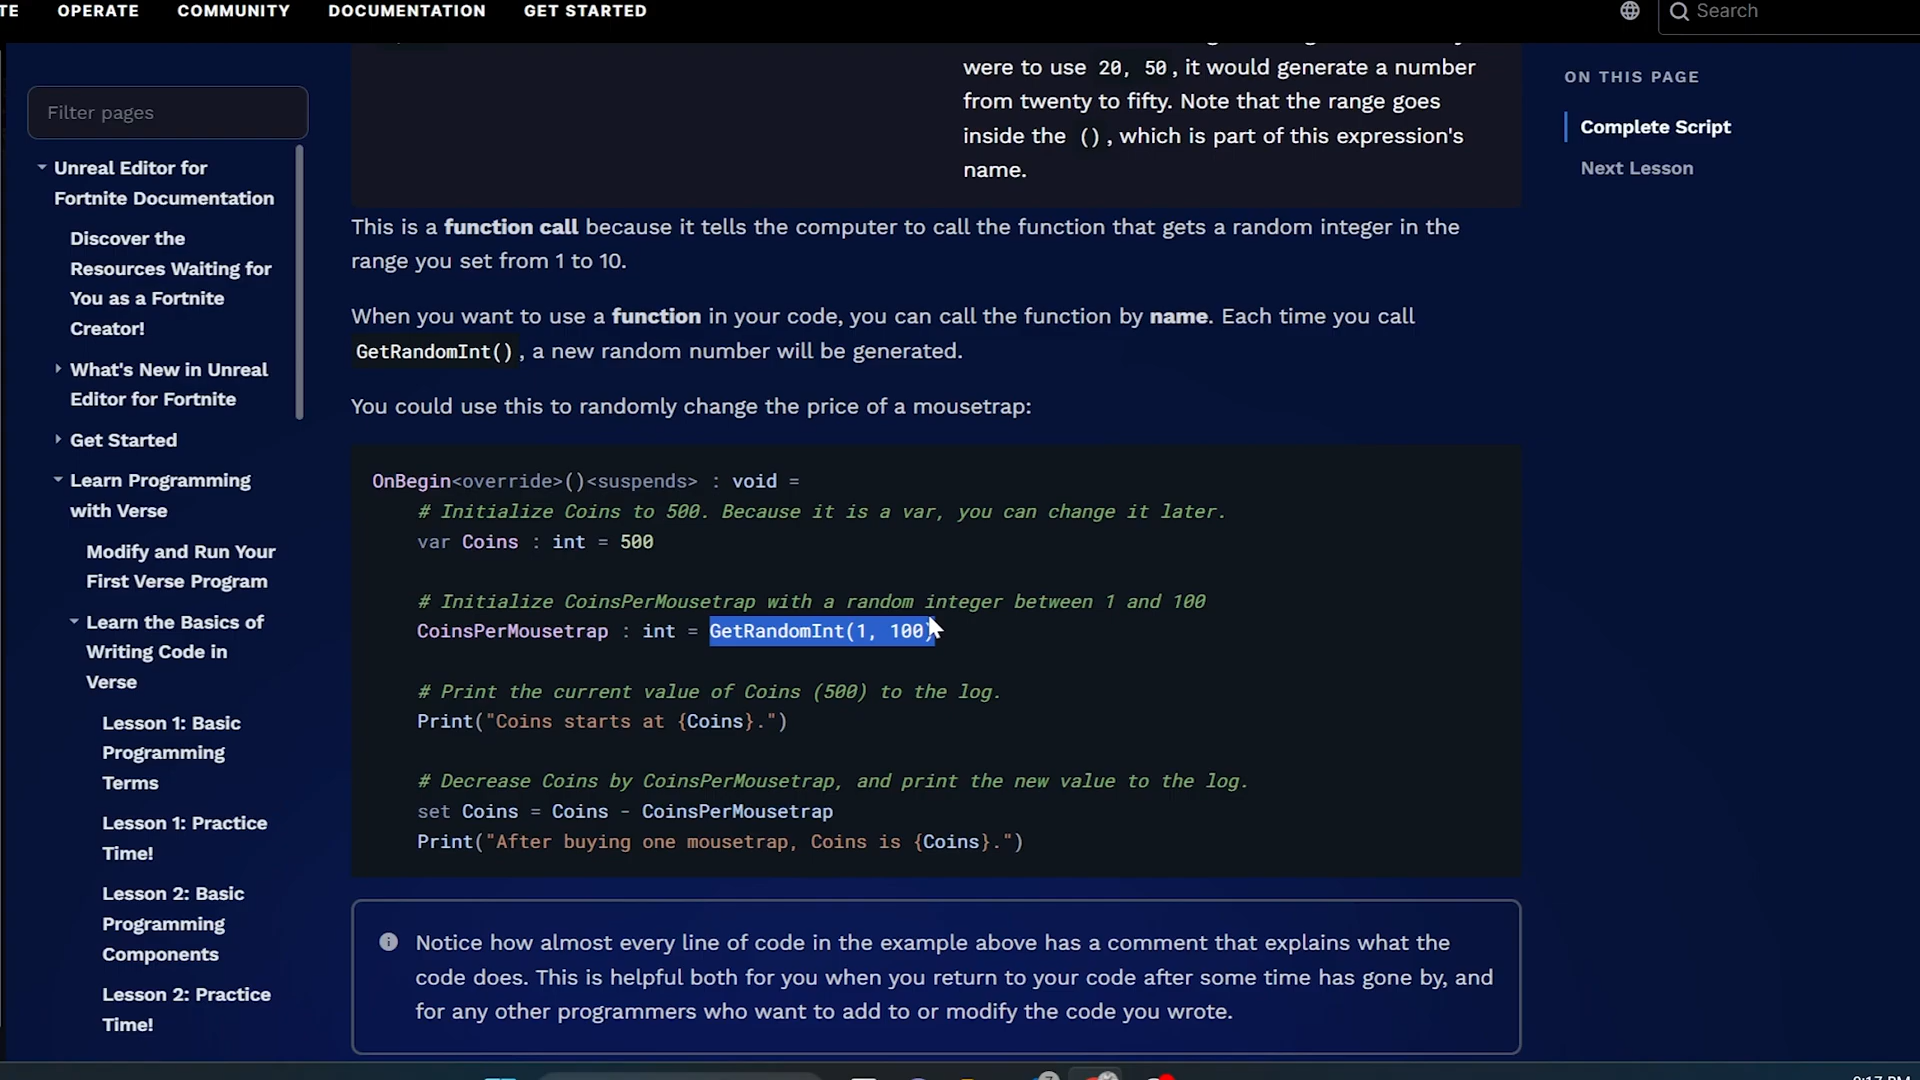 TE OPERATE COMMUNITY DOCUMENTATION GET STARTED Search
Filter pages
Unreal Editor for
Fortnite Documentation
Discover the
Resources Waiting for
You as a Fortnite
Creator!
What's New in Unreal
Editor for Fortnite
Get Started
Learn Programming
with Verse
Modify and Run Your
First Verse Program
Learn the Basics of
Writing Code in
Verse
Lesson 1: Basic
Programming
Terms
Lesson 1: Practice
Time!
Lesson 2: Basic
Programming
Components
Lesson 2: Practice
Time!
were to use 20, 50, it would generate a number
from twenty to fifty. Note that the range goes
inside the (), which is part of this expression's
name.
This is a function call because it tells the computer to call the function that gets a random integer in the
range you set from 1 to 10.
When you want to use a function in your code, you can call the function by name. Each time you call
GetRandomInt(), a new random number will be generated.
You could use this to randomly change the price of a mousetrap:
OnBegin<override>()<suspends> : void =
# Initialize Coins to 500. Because it is a var, you can change it later.
var Coins : int = 500
# Initialize CoinsPerMousetrap with a random integer between 1 and 100
CoinsPerMousetrap : int = GetRandomInt(1, 100)
# Print the current value of Coins (500) to the log.
Print("Coins starts at {Coins}.")
# Decrease Coins by CoinsPerMousetrap, and print the new value to the log.
set Coins = Coins - CoinsPerMousetrap
Print("After buying one mousetrap, Coins is {Coins}.")
Notice how almost every line of code in the example above has a comment that explains what the
code does. This is helpful both for you when you return to your code after some time has gone by, and
for any other programmers who want to add to or modify the code you wrote.
ON THIS PAGE
Complete Script
Next Lesson